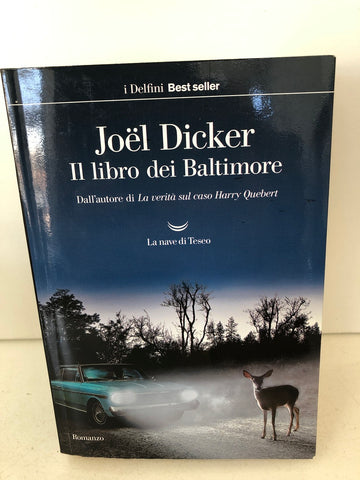 i Delfini Best seller
Joël Dicker
Il libro dei Baltimore
Dall'autore di La verità sul caso Harry Quebert
La nave di Teseo
Romanzo